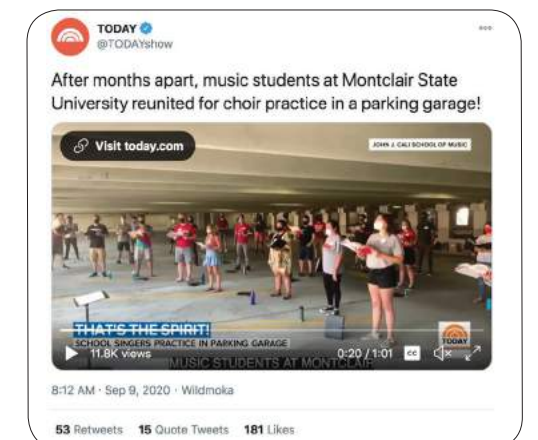 TODAY
@TODAYshow
After months apart, music students at Montclair State
University reunited for choir practice in a parking garage!
Visit today.com
JOHN J. CALI SCHOOL OF MUSIC
THAT'S THE SPIRIT!
SCHOOL SINGERS PRACTICE IN PARKING GARAGE
TODAY
11.8K views
0:20 / 1:01
CC
MUSIC STUDENTS AT MONTCLAIR
8:12 AM · Sep 9, 2020 · Wildmoka
53 Retweets 15 Quote Tweets 181 Likes